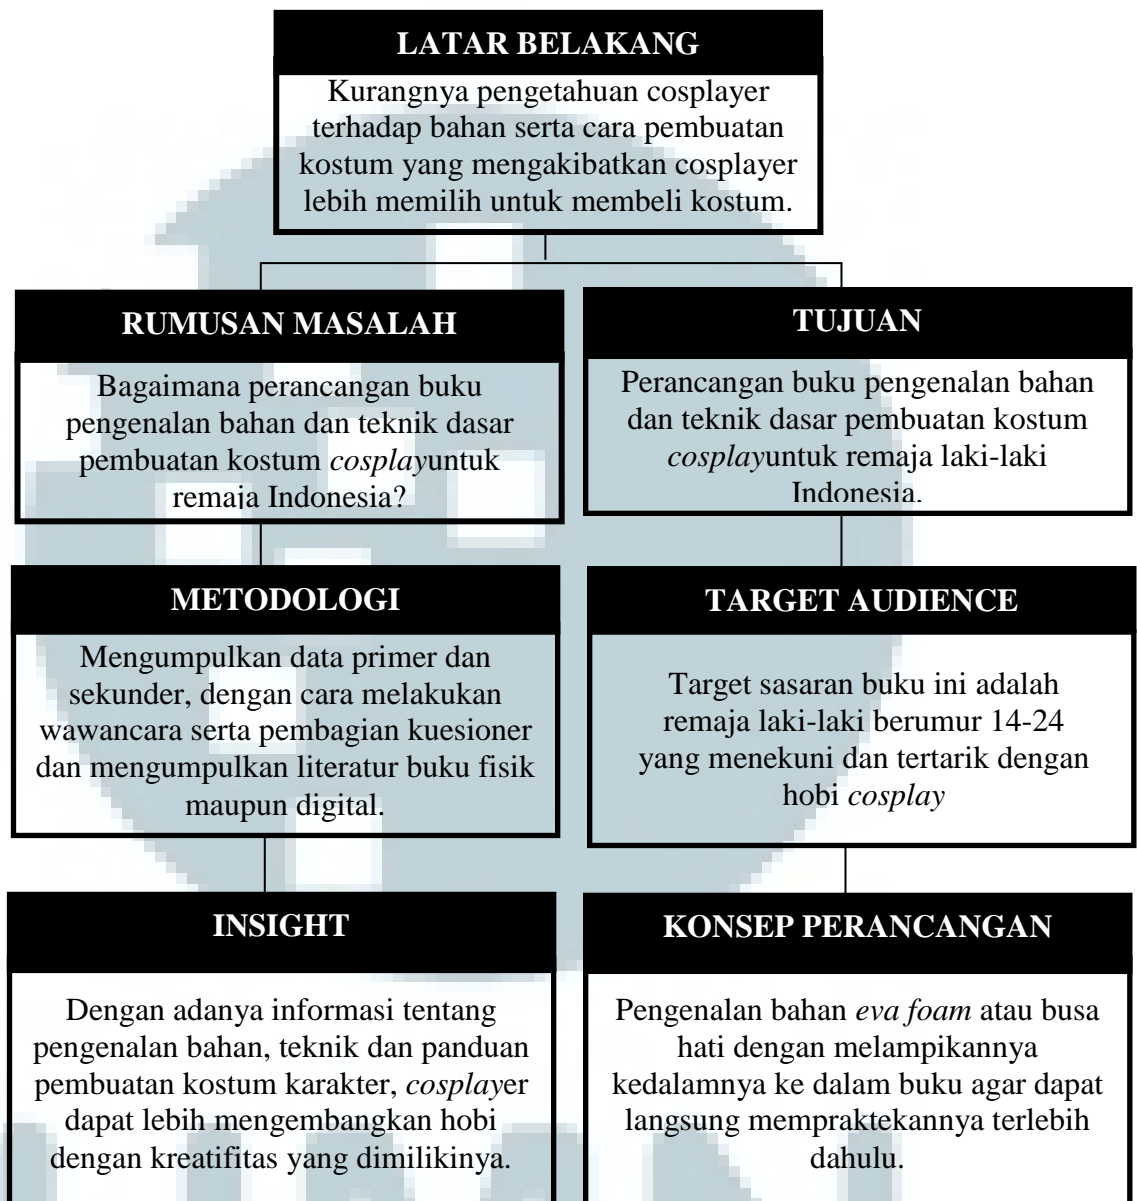 LATAR BELAKANG
Kurangnya pengetahuan cosplayer
terhadap bahan serta cara pembuatan
kostum yang mengakibatkan cosplayer
lebih memilih untuk membeli kostum.
RUMUSAN MASALAH
Bagaimana perancangan buku
pengenalan bahan dan teknik dasar
pembuatan kostum cosplayuntuk
remaja Indonesia?
TUJUAN
Perancangan buku pengenalan bahan
dan teknik dasar pembuatan kostum
cosplayuntuk remaja laki-laki
Indonesia.
METODOLOGI
Mengumpulkan data primer dan
sekunder, dengan cara melakukan
wawancara serta pembagian kuesioner
dan mengumpulkan literatur buku fisik
maupun digital.
TARGET AUDIENCE
Target sasaran buku ini adalah
remaja laki-laki berumur 14-24
yang menekuni dan tertarik dengan
hobi cosplay
INSIGHT
Dengan adanya informasi tentang
pengenalan bahan, teknik dan panduan
pembuatan kostum karakter, cosplayer
dapat lebih mengembangkan hobi
dengan kreatifitas yang dimilikinya.
KONSEP PERANCANGAN
Pengenalan bahan eva foam atau busa
hati dengan melampikannya
kedalamnya ke dalam buku agar dapat
langsung mempraktekannya terlebih
dahulu.